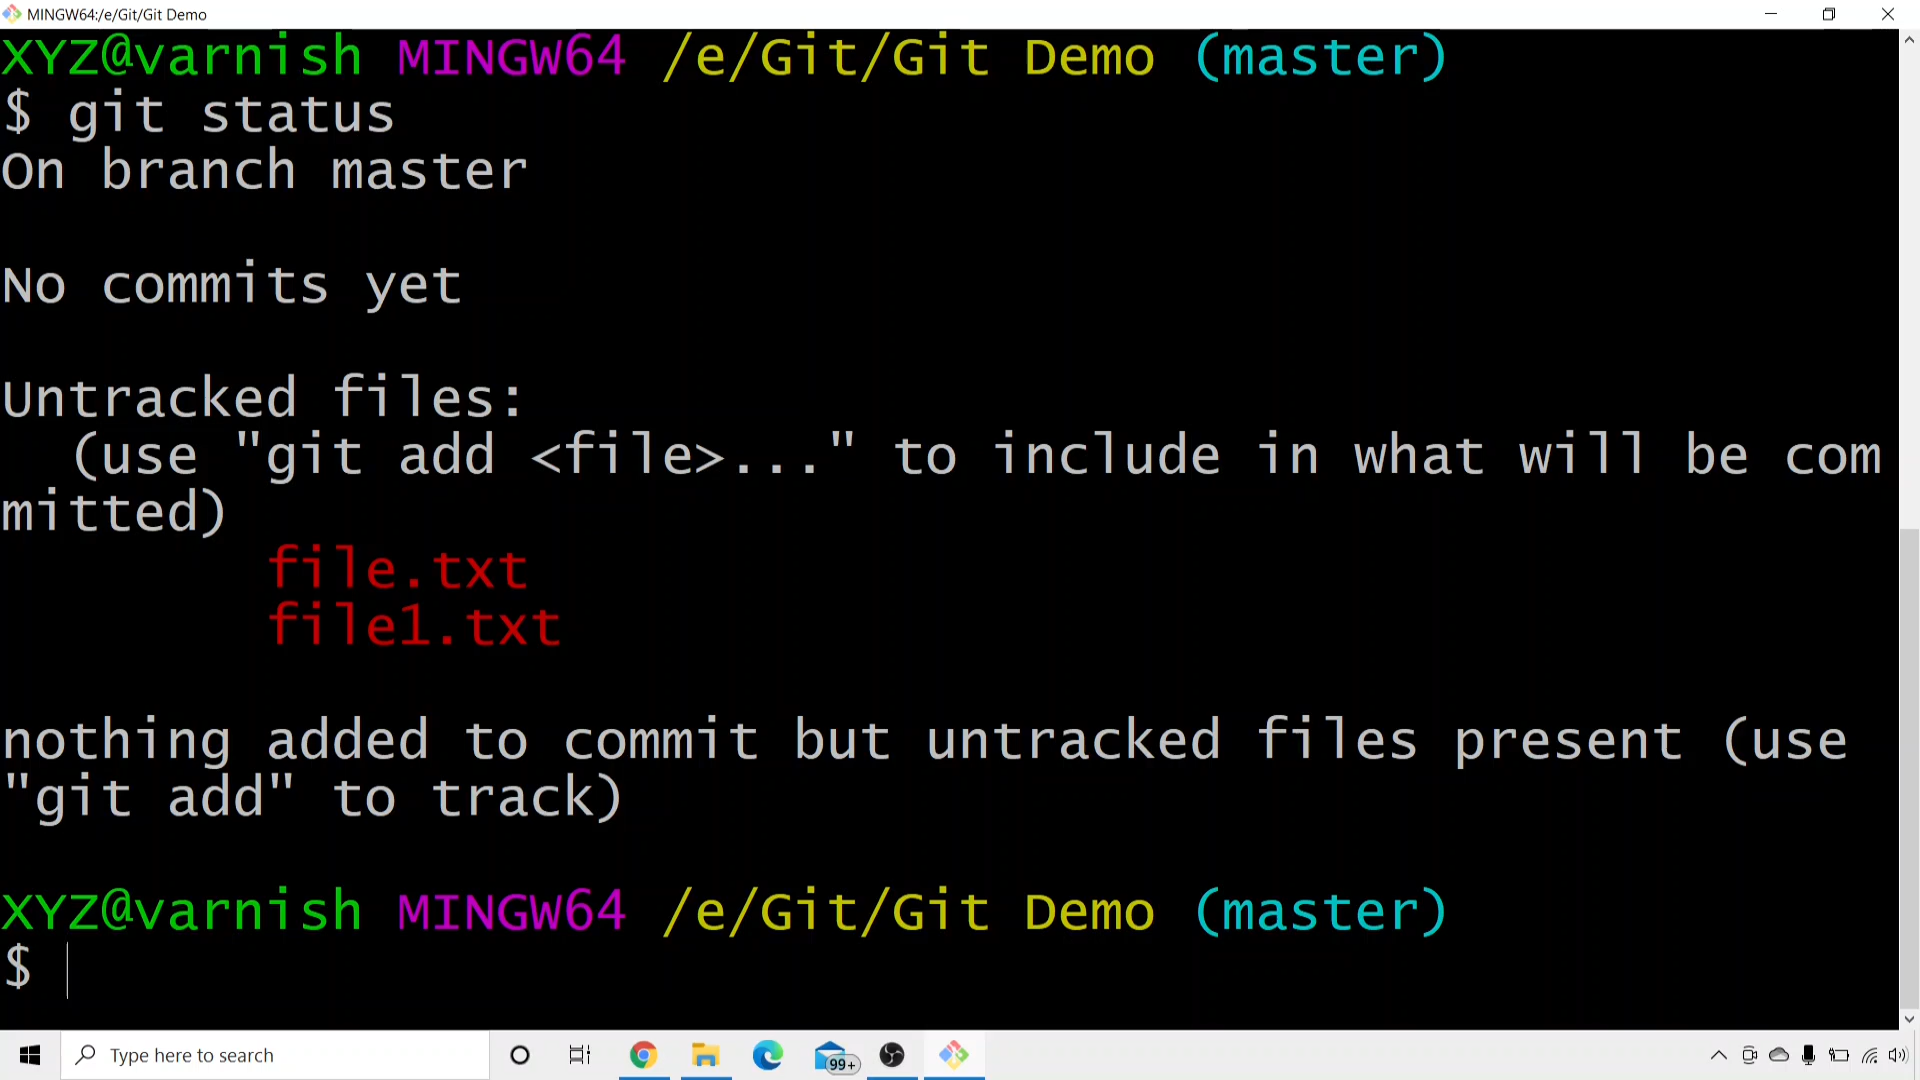 MINGW64:/e/Git/Git Demo
XYZ@varnish MINGW64 /e/Git/Git Demo (master)
$ git status
On branch master
No commits yet
Untracked files:
(use "git add <file>..." to include in what will be com
mitted)
file.txt
file1.txt
nothing added to commit but untracked files present (use
"git add" to track)
XYZ@varnish MINGW64 /e/Git/Git Demo (master)
$
Type here to search
99+